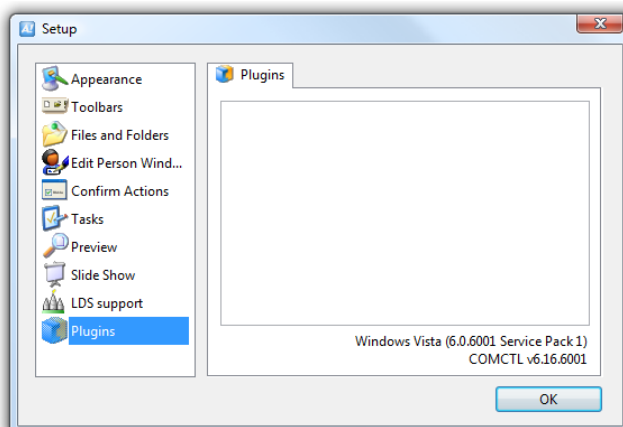 Setup
Appearance
Toolbars
Files and Folders
Edit Person Wind...
Confirm Actions
Tasks
Preview
Slide Show
LDS support
Plugins
Plugins
Windows Vista (6.0.6001 Service Pack 1)
COMCTL v6.16.6001
OK